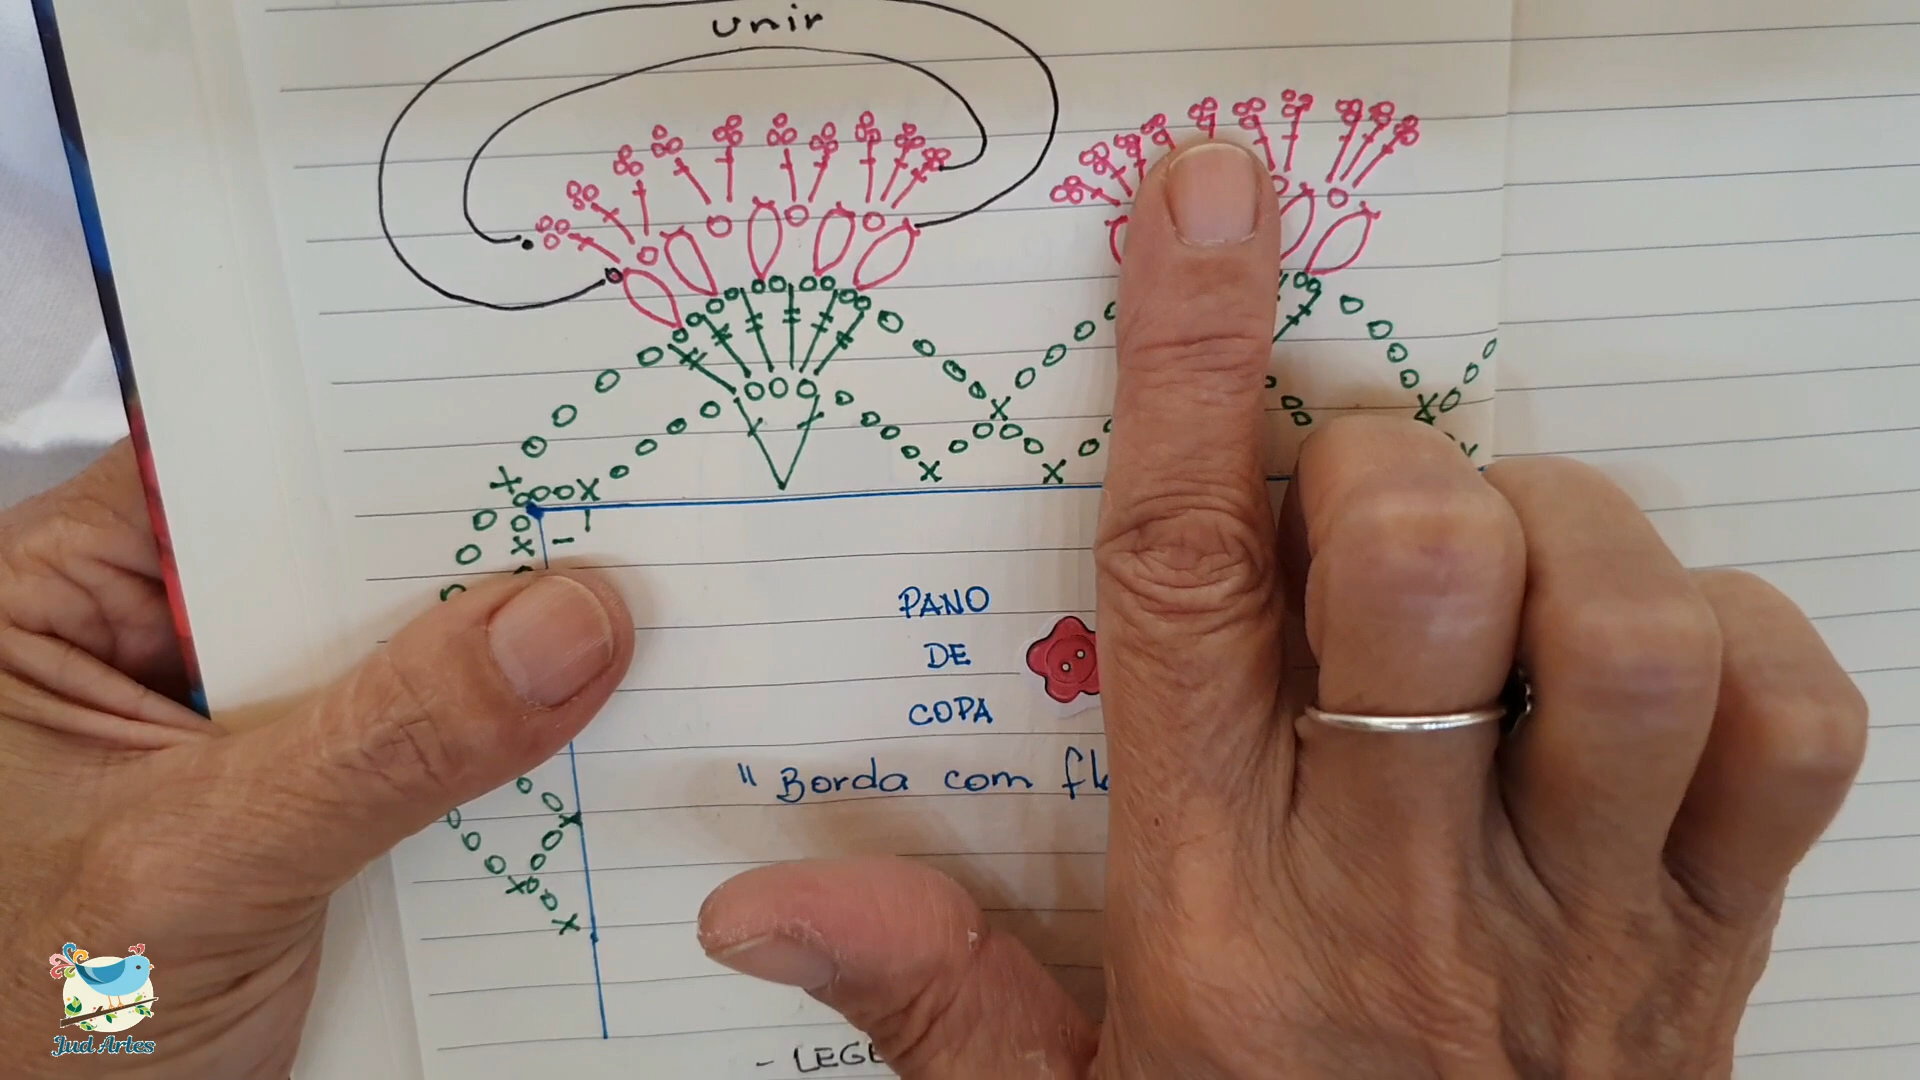 unir
PANO
DE
COPA
"Borda com
Jud Artes